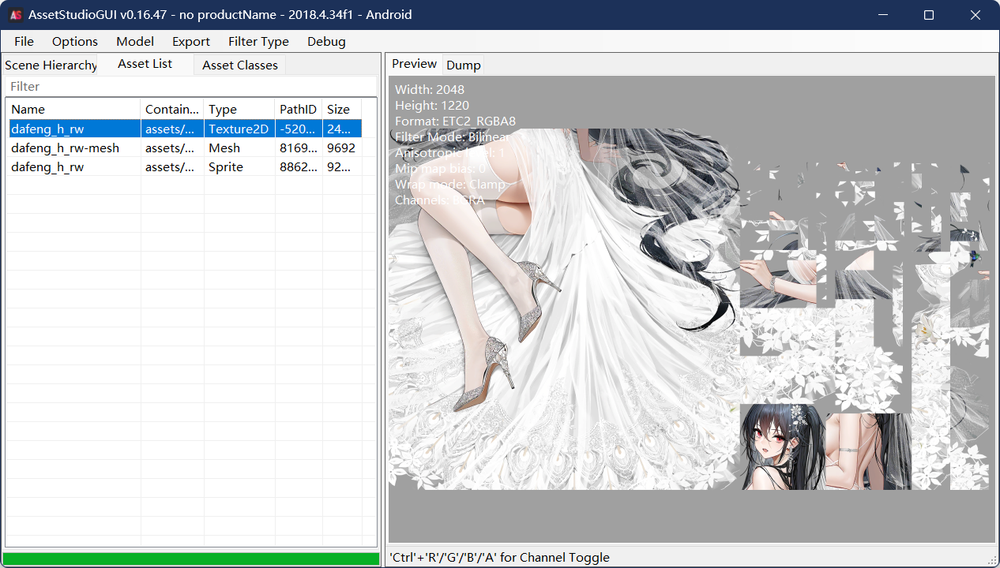 AssetStudioGUI v0.16.47 - no productName - 2018.4.34f1 - Android
File Options Model Export Filter Type Debug
Scene Hierarchy Asset List Asset Classes
Filter
Name Contain... Type PathID Size
dafeng_h_rw assets/... Texture2D -520... 24...
dafeng_h_rw-mesh assets/... Mesh 8169... 9692
dafeng_h_rw assets/... Sprite 8862... 92...
Preview Dump
Width: 2048
Height: 1220
Format: ETC2_RGBA8
Filter Mode: Bilinear
Anisotropic level: 1
Mip map bias: 0
Wrap mode: Clamp
Channels: BGRA
'Ctrl'+'R'/'G'/'B'/'A' for Channel Toggle